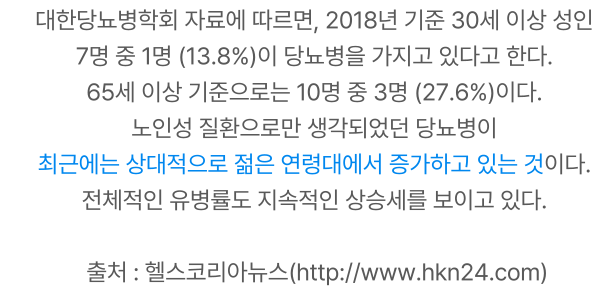 대한당뇨병학회 자료에 따르면, 2018년 기준 30세 이상 성인
7명 중 1명 (13.8%)이 당뇨병을 가지고 있다고 한다.
65세 이상 기준으로는 10명 중 3명 (27.6%)이다.
노인성 질환으로만 생각되었던 당뇨병이
최근에는 상대적으로 젊은 연령대에서 증가하고 있는 것이다.
전체적인 유병률도 지속적인 상승세를 보이고 있다.
출처 : 헬스코리아뉴스(http://www.hkn24.com)